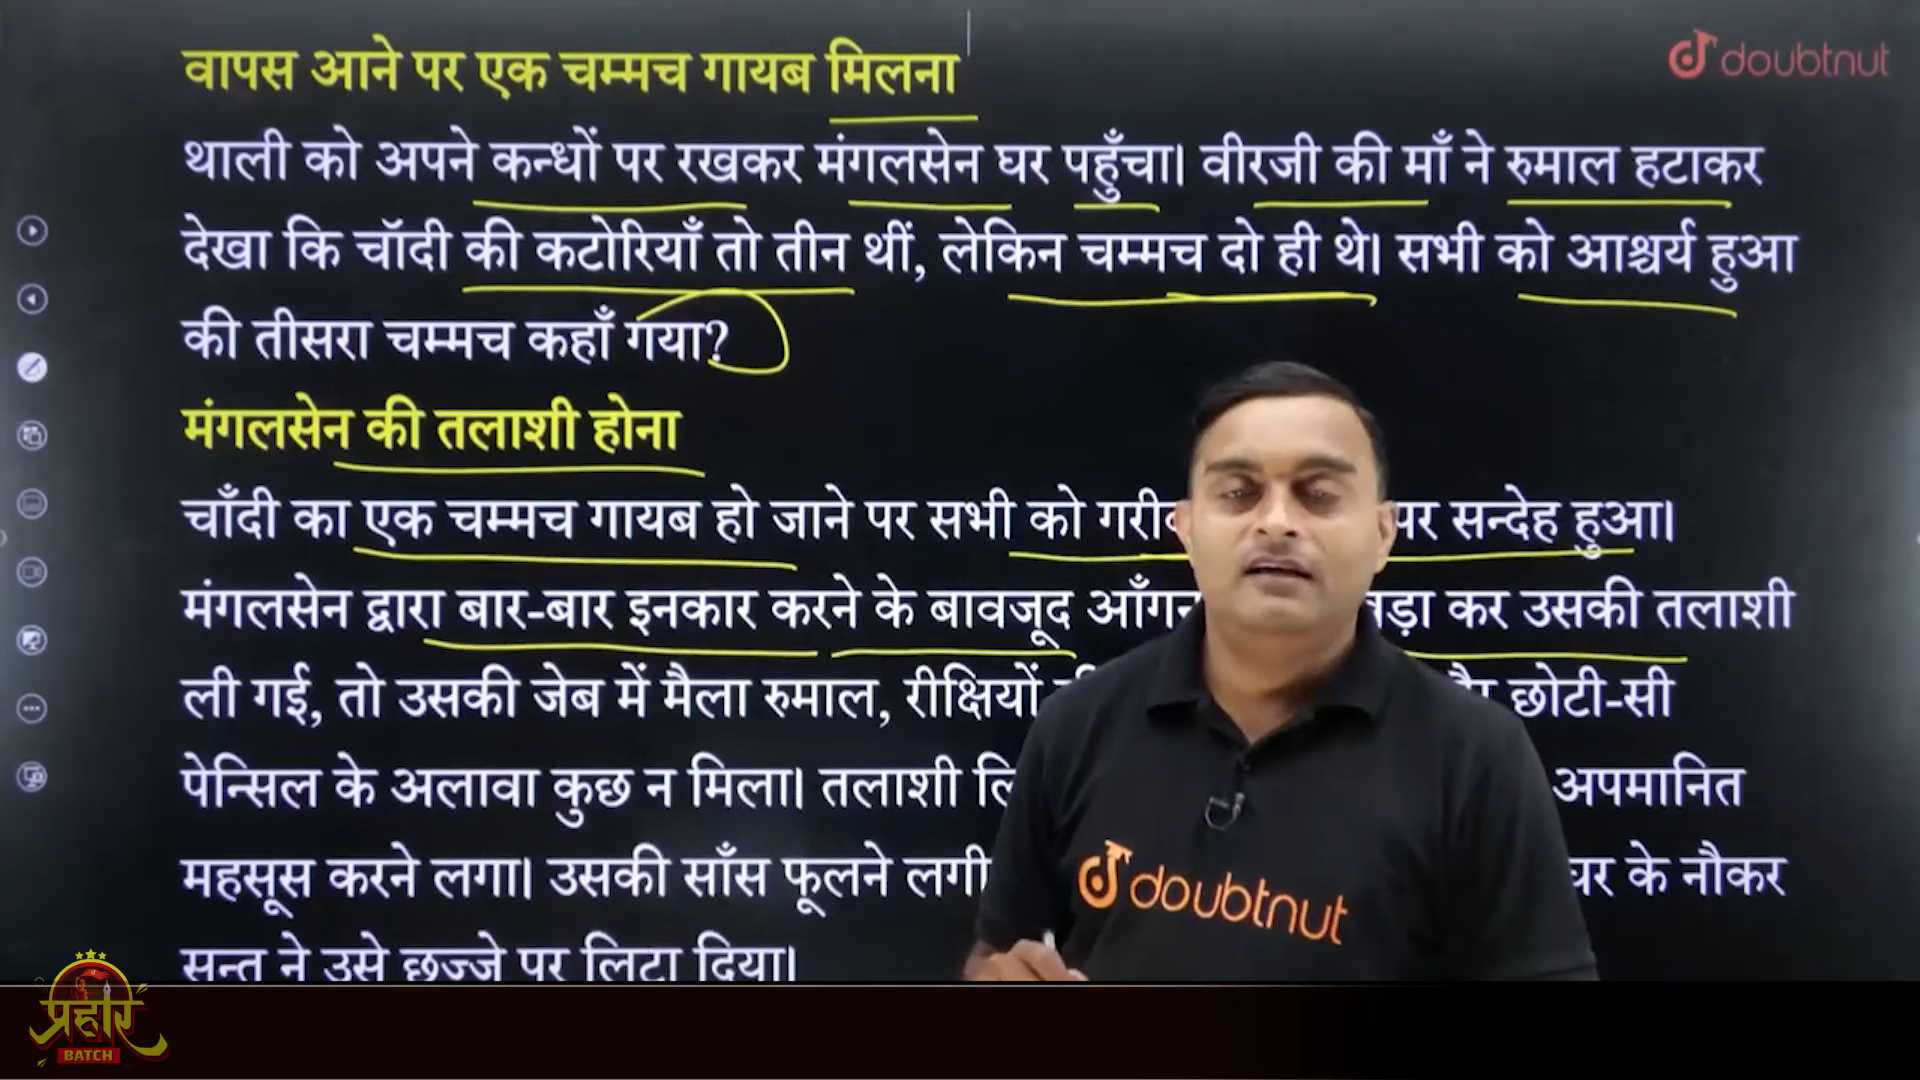 वापस आने पर एक चम्मच गायब मिलना
doubtnut
थाली को अपने कन्धों पर रखकर मंगलसेन घर पहुँचा। वीरजी की माँ ने रुमाल हटाकर
देखा कि चॉदी की कटोरियाँ तो तीन थीं, लेकिन चम्मच दो ही थे। सभी को आश्चर्य हुआ
की तीसरा चम्मच कहाँ गया?
मंगलसेन की तलाशी होना
चाँदी का एक चम्मच गायब हो जाने पर सभी को पर सन्देह हुआ।
मंगलसेन द्वारा बार-बार इनकार करने के बावजूद कर उसकी तलाशी
ली गई, तो उसकी जेब में मैला रुमाल, रीक्षियों छोटी-सी
पेन्सिल के अलावा कुछ न मिला। तलाशी अपमानित
महसूस करने लगा। उसकी साँस फूलने लगी घर के नौकर
सन्त ने उसे छज्जे पर लिटा दिया।
doubtnut
प्रहार
BATCH